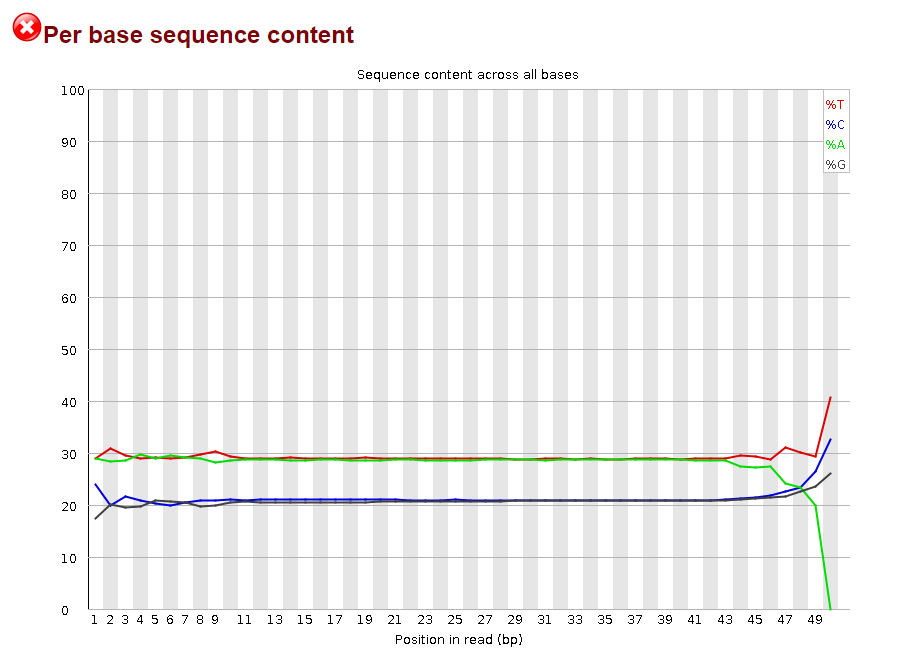 Per base sequence content
Sequence content across all bases
100
90
80
70
60
50
40
30
20
10
0
%T
%C
%A
%G
1 2 3 4 5 6 7 8 9 11 13 15 17 19 21 23 25 27 29 31 33 35 37 39 41 43 45 47 49
Position in read (bp)